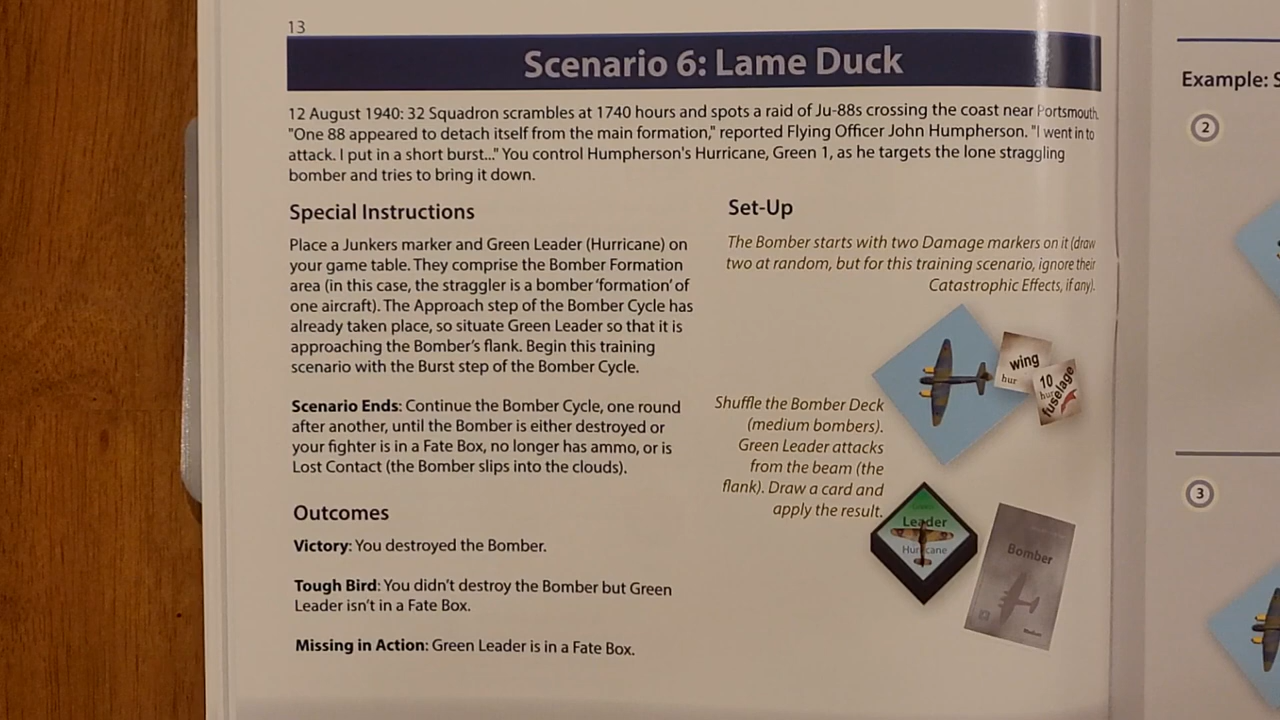 13
Scenario 6: Lame Duck
12 August 1940: 32 Squadron scrambles at 1740 hours and spots a raid of Ju-88s crossing the coast near Portsmouth.
"One 88 appeared to detach itself from the main formation," reported Flying Officer John Humpherson. "I went in to
attack. I put in a short burst..." You control Humpherson's Hurricane, Green 1, as he targets the lone straggling
bomber and tries to bring it down.
Special Instructions
Place a Junkers marker and Green Leader (Hurricane) on
your game table. They comprise the Bomber Formation
area (in this case, the straggler is a bomber 'formation' of
one aircraft). The Approach step of the Bomber Cycle has
already taken place, so situate Green Leader so that it is
approaching the Bomber's flank. Begin this training
scenario with the Burst step of the Bomber Cycle.
Scenario Ends: Continue the Bomber Cycle, one round
after another, until the Bomber is either destroyed or
your fighter is in a Fate Box, no longer has ammo, or is
Lost Contact (the Bomber slips into the clouds).
Outcomes
Victory: You destroyed the Bomber.
Tough Bird: You didn't destroy the Bomber but Green
Leader isn't in a Fate Box.
Missing in Action: Green Leader is in a Fate Box.
Set-Up
The Bomber starts with two Damage markers on it (draw
two at random, but for this training scenario, ignore their
Catastrophic Effects, if any).
wing
hur
10
fuselage
Shuffle the Bomber Deck
(medium bombers).
Green Leader attacks
from the beam (the
flank). Draw a card and
apply the result.
Green
Leader
Hurricane
Bomber
Example:
2
3